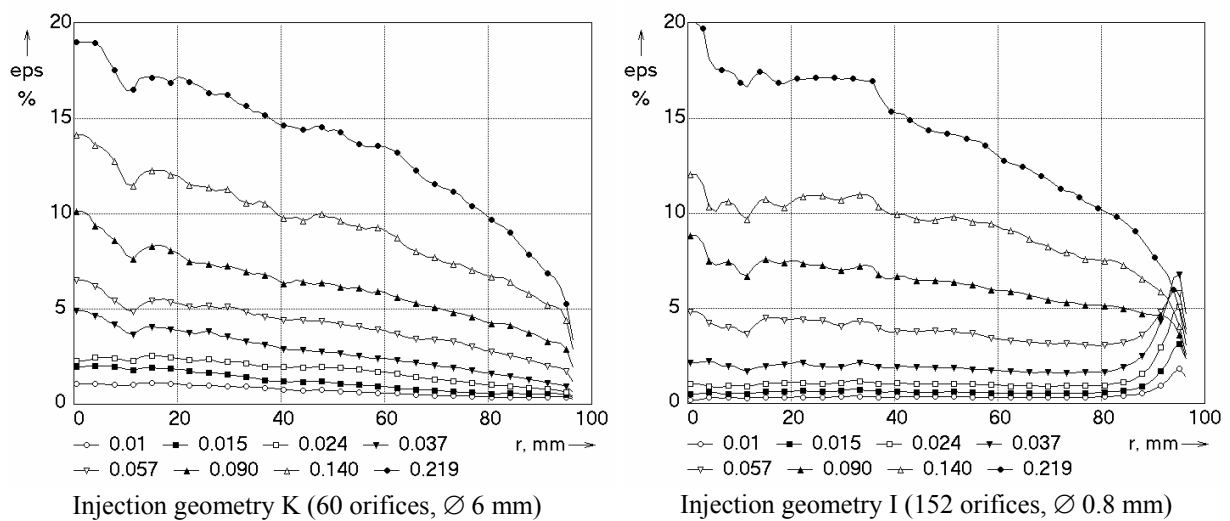 20
↑
eps
%
15
10
5
0
0 20 40 60 80 100
r, mm →
0.01 0.015 0.024 0.037
0.057 0.090 0.140 0.219
Injection geometry K (60 orifices, ∅ 6 mm)
20
↑
eps
%
15
10
5
0
0 20 40 60 80 100
r, mm →
0.01 0.015 0.024 0.037
0.057 0.090 0.140 0.219
Injection geometry I (152 orifices, ∅ 0.8 mm)